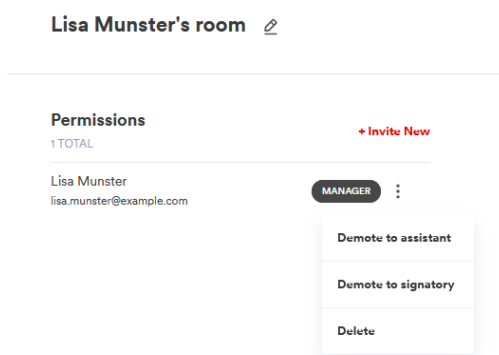 Lisa Munster's room
Permissions
1 TOTAL
+ Invite New
Lisa Munster
lisa.munster@example.com
MANAGER
Demote to assistant
Demote to signatory
Delete